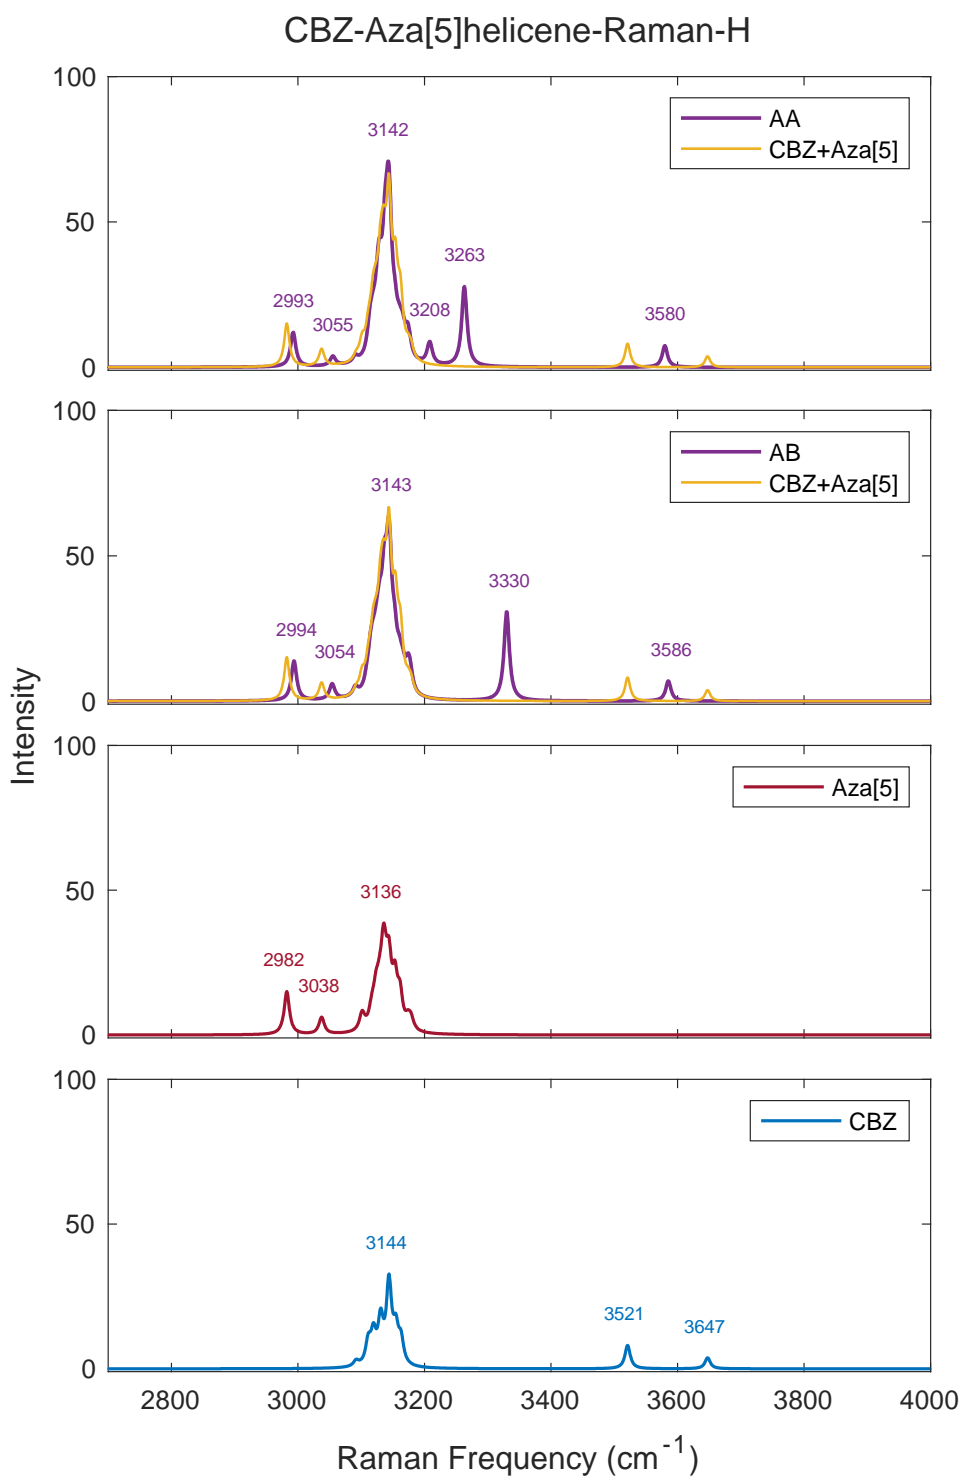 CBZ-Aza[5]helicene-Raman-H
100
50
0
3142
2993
3055
3208
3263
3580
AA
CBZ+Aza[5]
100
50
0
3143
2994
3054
3330
3586
AB
CBZ+Aza[5]
Intensity
100
50
0
2982
3038
3136
Aza[5]
100
50
0
3144
3521
3647
CBZ
2800 3000 3200 3400 3600 3800 4000
Raman Frequency (cm⁻¹)